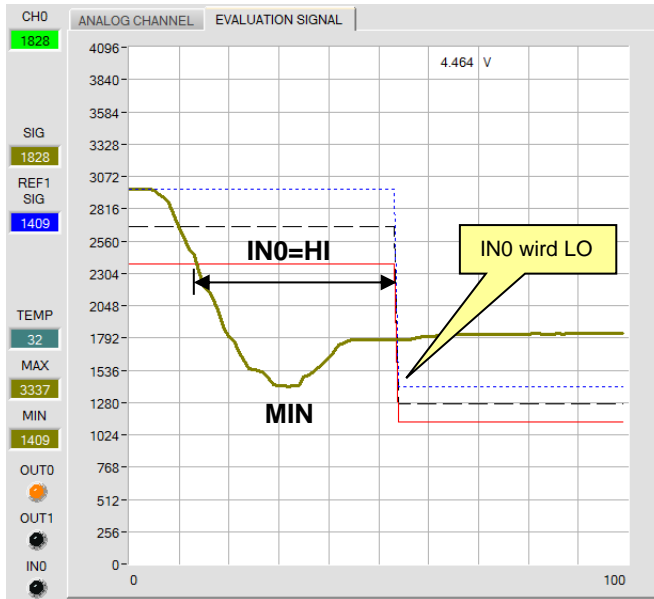 CH0
1828
SIG
1828
REF1
SIG
1409
TEMP
32
MAX
3337
MIN
1409
OUT0
OUT1
IN0
ANALOG CHANNEL
EVALUATION SIGNAL
4.464 V
4096
3840
3584
3328
3072
2816
2560
2304
2048
1792
1536
1280
1024
768
512
256
0
0
100
IN0=HI
IN0 wird LO
MIN